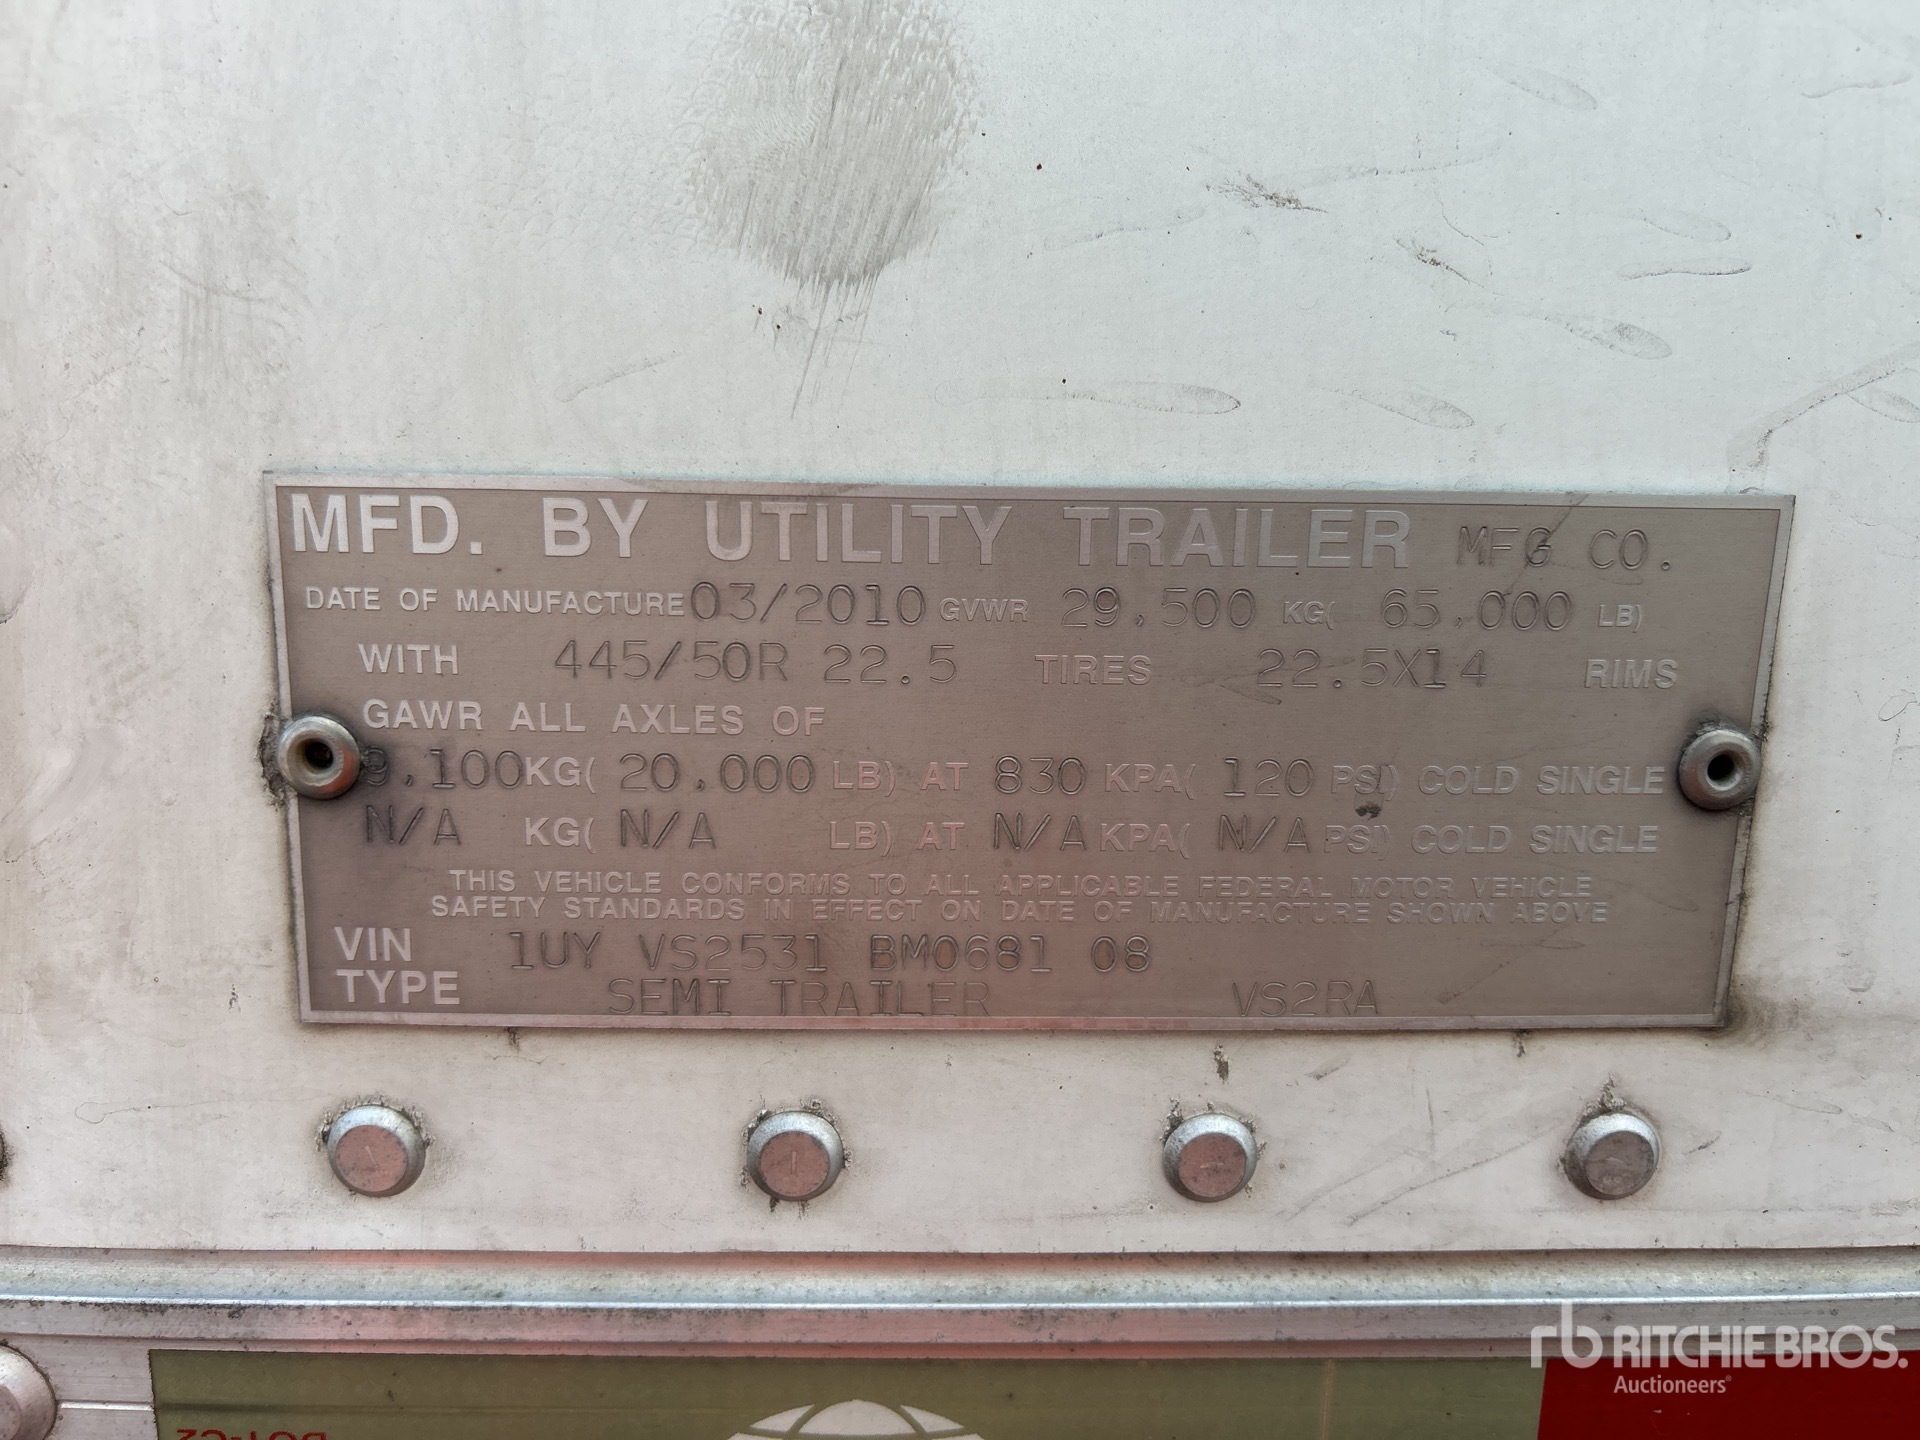 MFD. BY UTILITY TRAILER MFG CO.
DATE OF MANUFACTURE 03/2010 GVWR 29,500 KG( 65,000 LB)
WITH 445/50R 22.5 TIRES 22.5X14 RIMS
GAWR ALL AXLES OF
9,100KG( 20,000 LB) AT 830 KPA( 120 PSI) COLD SINGLE
N/A KG( N/A LB) AT N/A KPA( N/A PSI) COLD SINGLE
THIS VEHICLE CONFORMS TO ALL APPLICABLE FEDERAL MOTOR VEHICLE
SAFETY STANDARDS IN EFFECT ON DATE OF MANUFACTURE SHOWN ABOVE
VIN 1UY VS2531 BM0681 08
TYPE SEMI TRAILER VS2RA
rb RITCHIE BROS.
Auctioneers
DOT-C2